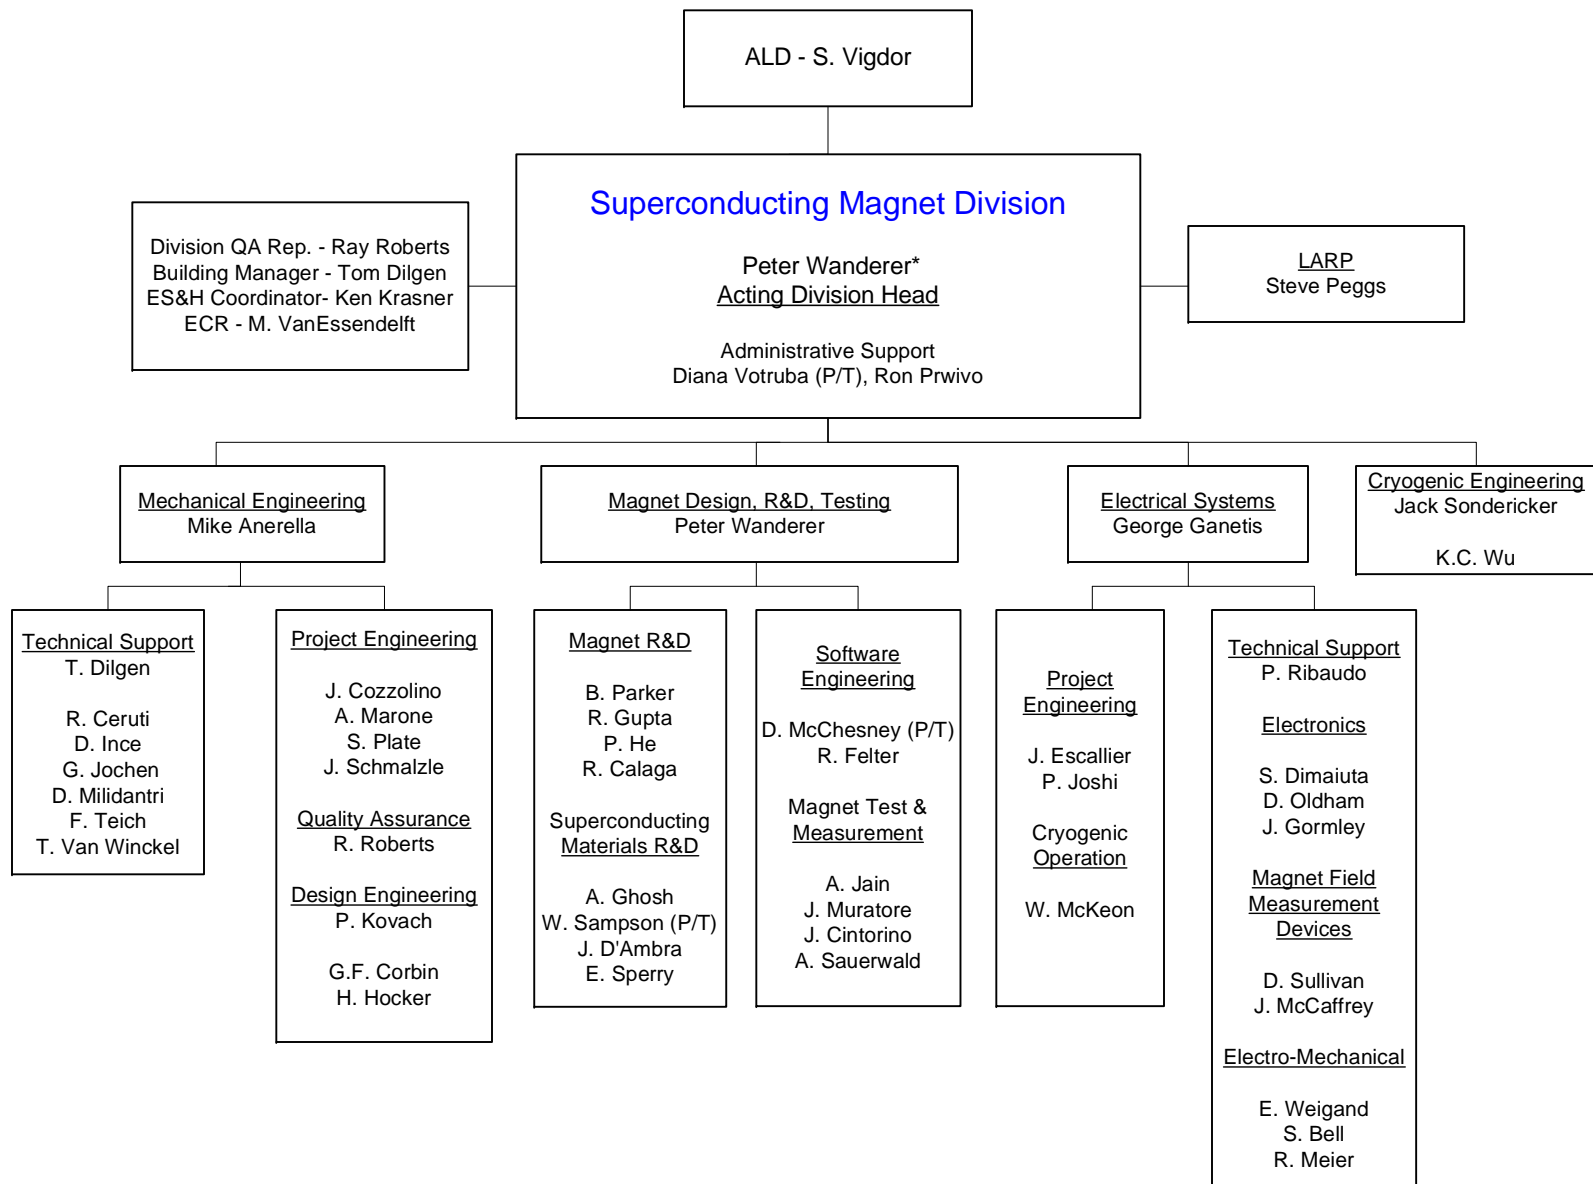 ALD - S. Vigdor
Superconducting Magnet Division
Peter Wanderer*
Acting Division Head
Administrative Support
Diana Votruba (P/T), Ron Prwivo
Division QA Rep. - Ray Roberts
Building Manager - Tom Dilgen
ES&H Coordinator- Ken Krasner
ECR - M. VanEssendelft
LARP
Steve Peggs
Mechanical Engineering
Mike Anerella
Magnet Design, R&D, Testing
Peter Wanderer
Electrical Systems
George Ganetis
Cryogenic Engineering
Jack Sondericker
K.C. Wu
Technical Support
T. Dilgen
R. Ceruti
D. Ince
G. Jochen
D. Milidantri
F. Teich
T. Van Winckel
Project Engineering
J. Cozzolino
A. Marone
S. Plate
J. Schmalzle
Quality Assurance
R. Roberts
Design Engineering
P. Kovach
G.F. Corbin
H. Hocker
Magnet R&D
B. Parker
R. Gupta
P. He
R. Calaga
Superconducting
Materials R&D
A. Ghosh
W. Sampson (P/T)
J. D'Ambra
E. Sperry
Software
Engineering
D. McChesney (P/T)
R. Felter
Magnet Test &
Measurement
A. Jain
J. Muratore
J. Cintorino
A. Sauerwald
Project
Engineering
J. Escallier
P. Joshi
Cryogenic
Operation
W. McKeon
Technical Support
P. Ribaudo
Electronics
S. Dimaiuta
D. Oldham
J. Gormley
Magnet Field
Measurement
Devices
D. Sullivan
J. McCaffrey
Electro-Mechanical
E. Weigand
S. Bell
R. Meier